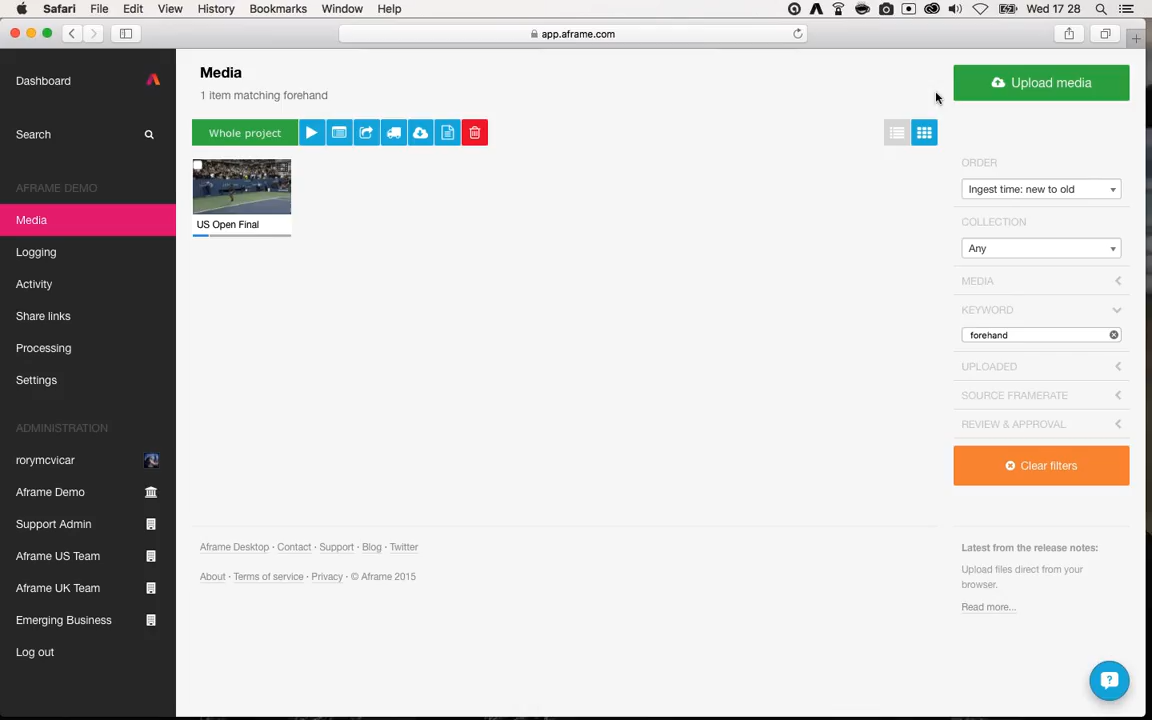 Safari File Edit View History Bookmarks Window Help Wed 17 28
app.aframe.com
Dashboard
Search
AFRAME DEMO
Media
Logging
Activity
Share links
Processing
Settings
ADMINISTRATION
rorymcvicar
Aframe Demo
Support Admin
Aframe US Team
Aframe UK Team
Emerging Business
Log out
Media
1 item matching forehand
Whole project
US Open Final
Upload media
ORDER
Ingest time: new to old
COLLECTION
Any
MEDIA
KEYWORD
forehand
UPLOADED
SOURCE FRAMERATE
REVIEW & APPROVAL
Clear filters
Aframe Desktop · Contact · Support · Blog · Twitter
About · Terms of service · Privacy · © Aframe 2015
Latest from the release notes:
Upload files direct from your
browser.
Read more...